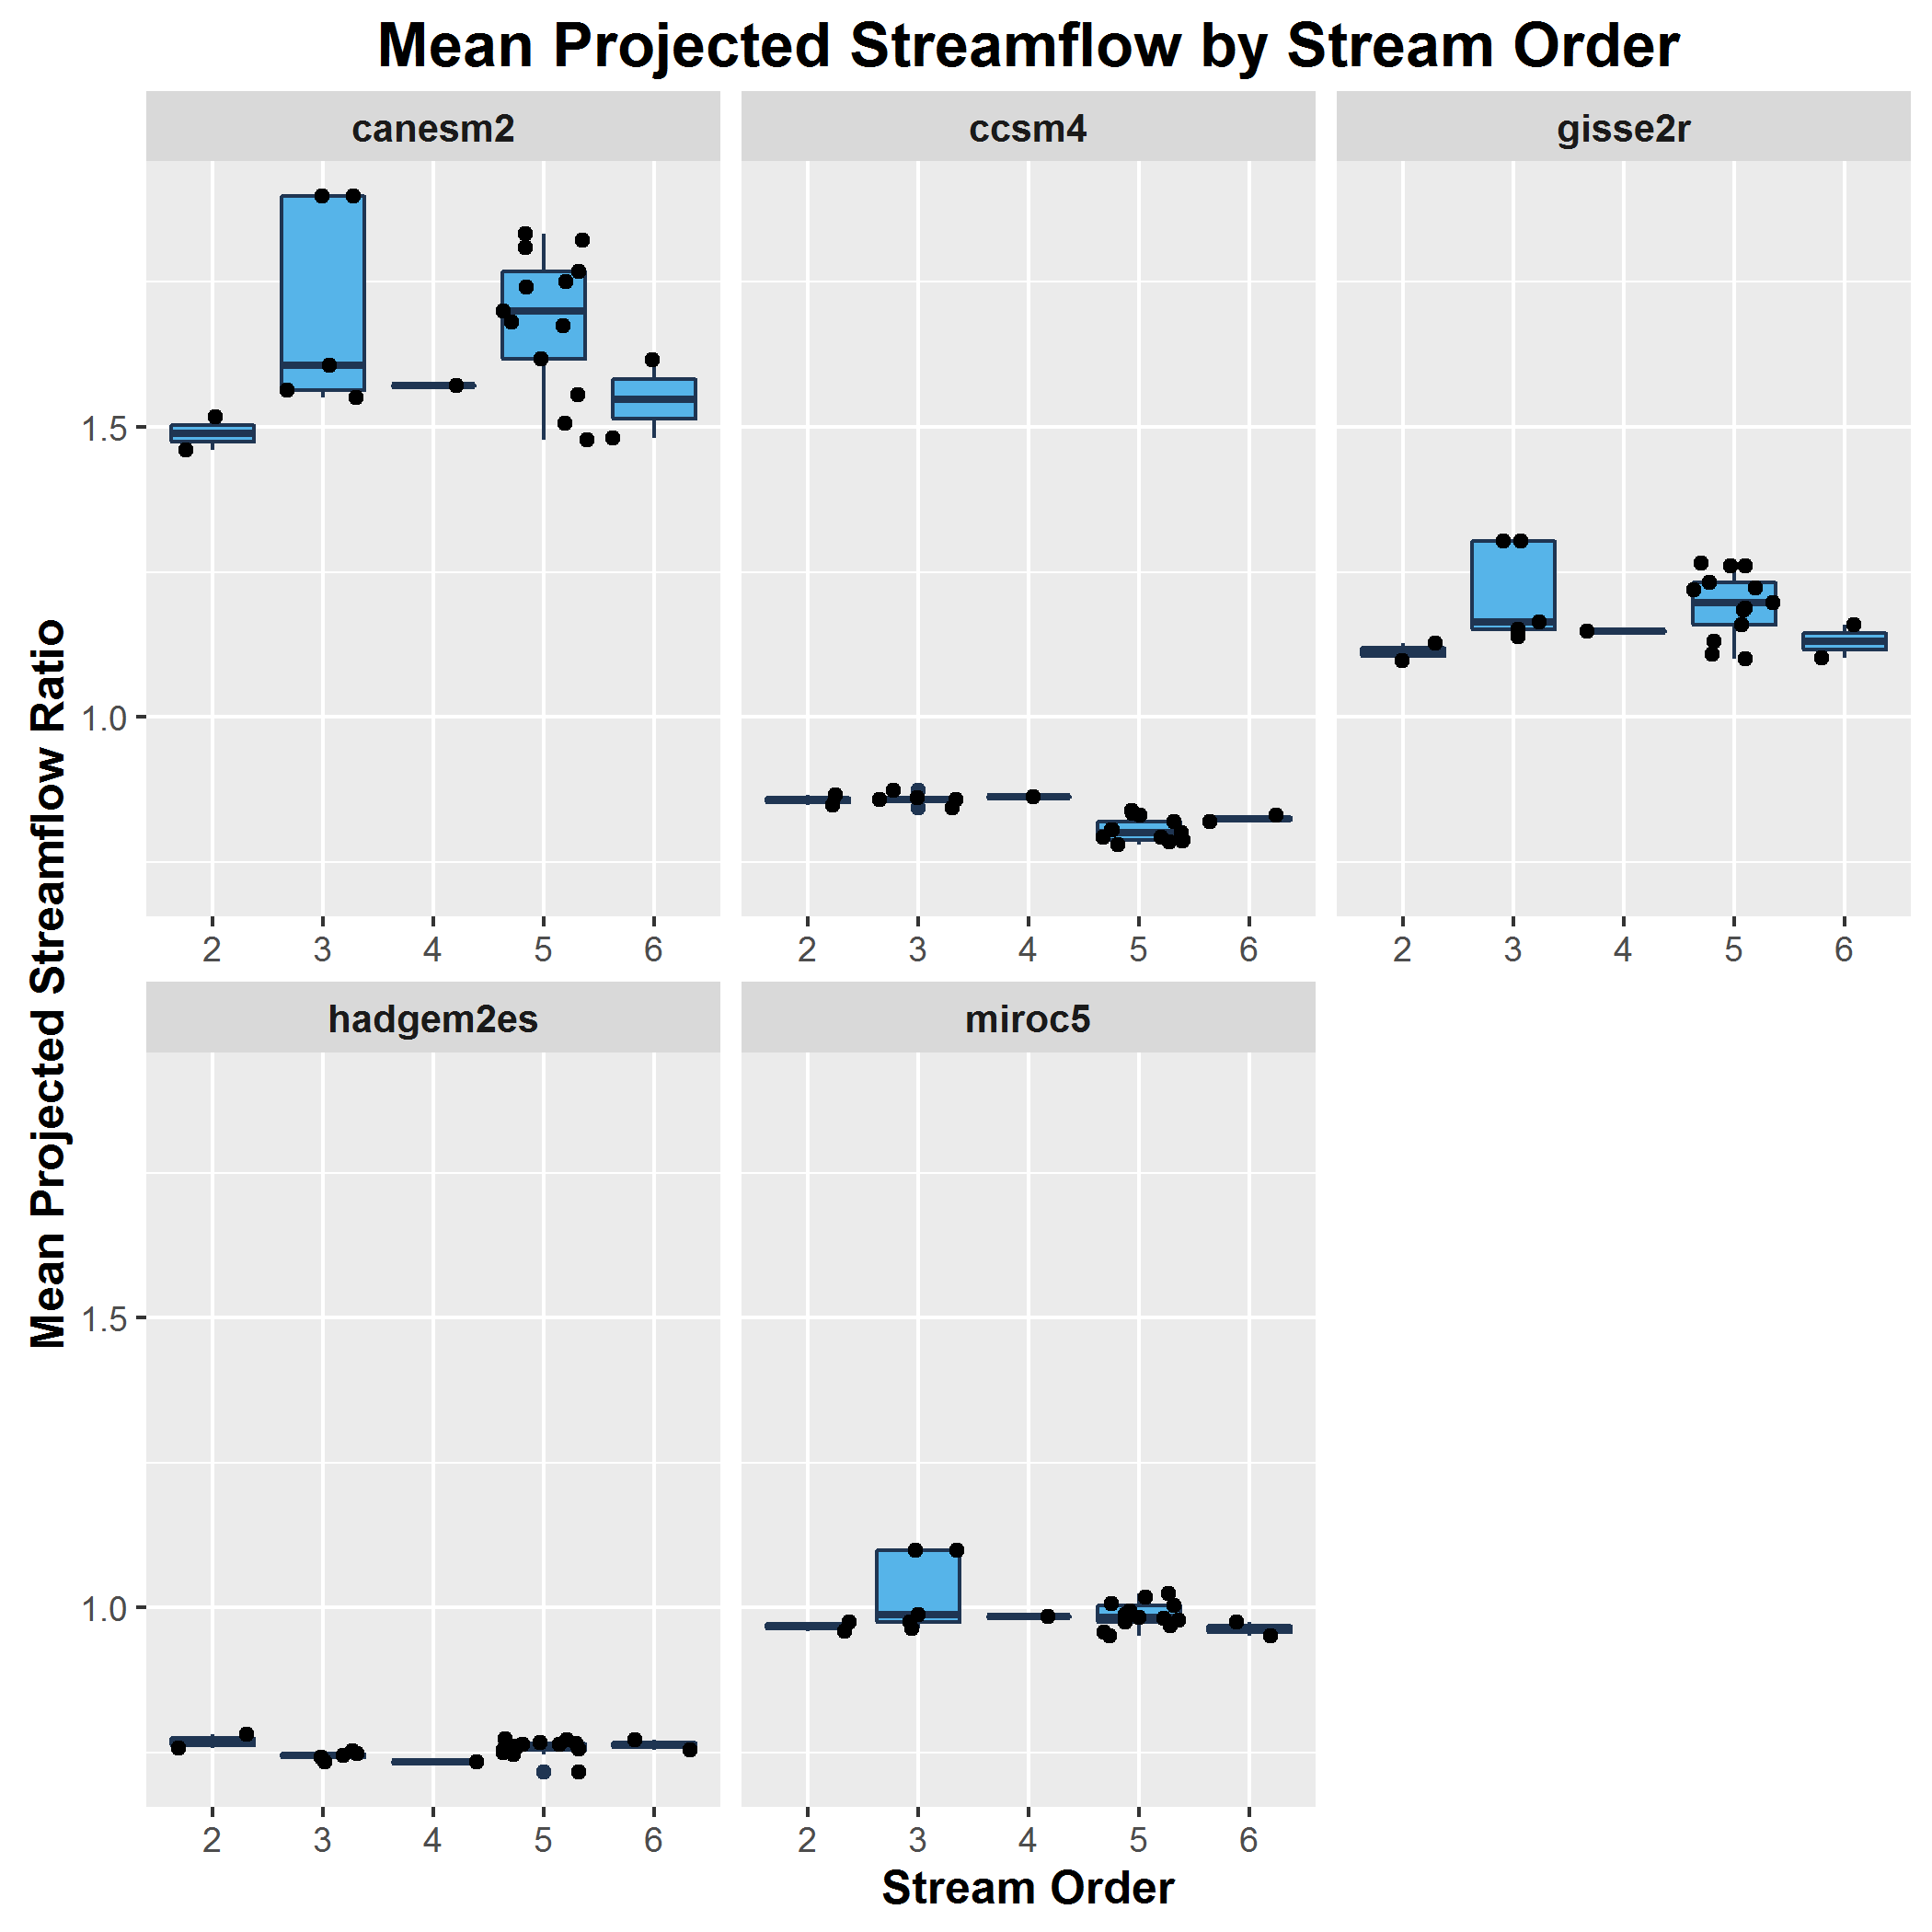 Mean Projected Streamflow by Stream Order
canesm2 ccsm4 gisse2r
1.5
1.0
2 3 4 5 6 2 3 4 5 6 2 3 4 5 6
Mean Projected Streamflow Ratio
hadgem2es miroc5
1.5
1.0
2 3 4 5 6 2 3 4 5 6
Stream Order